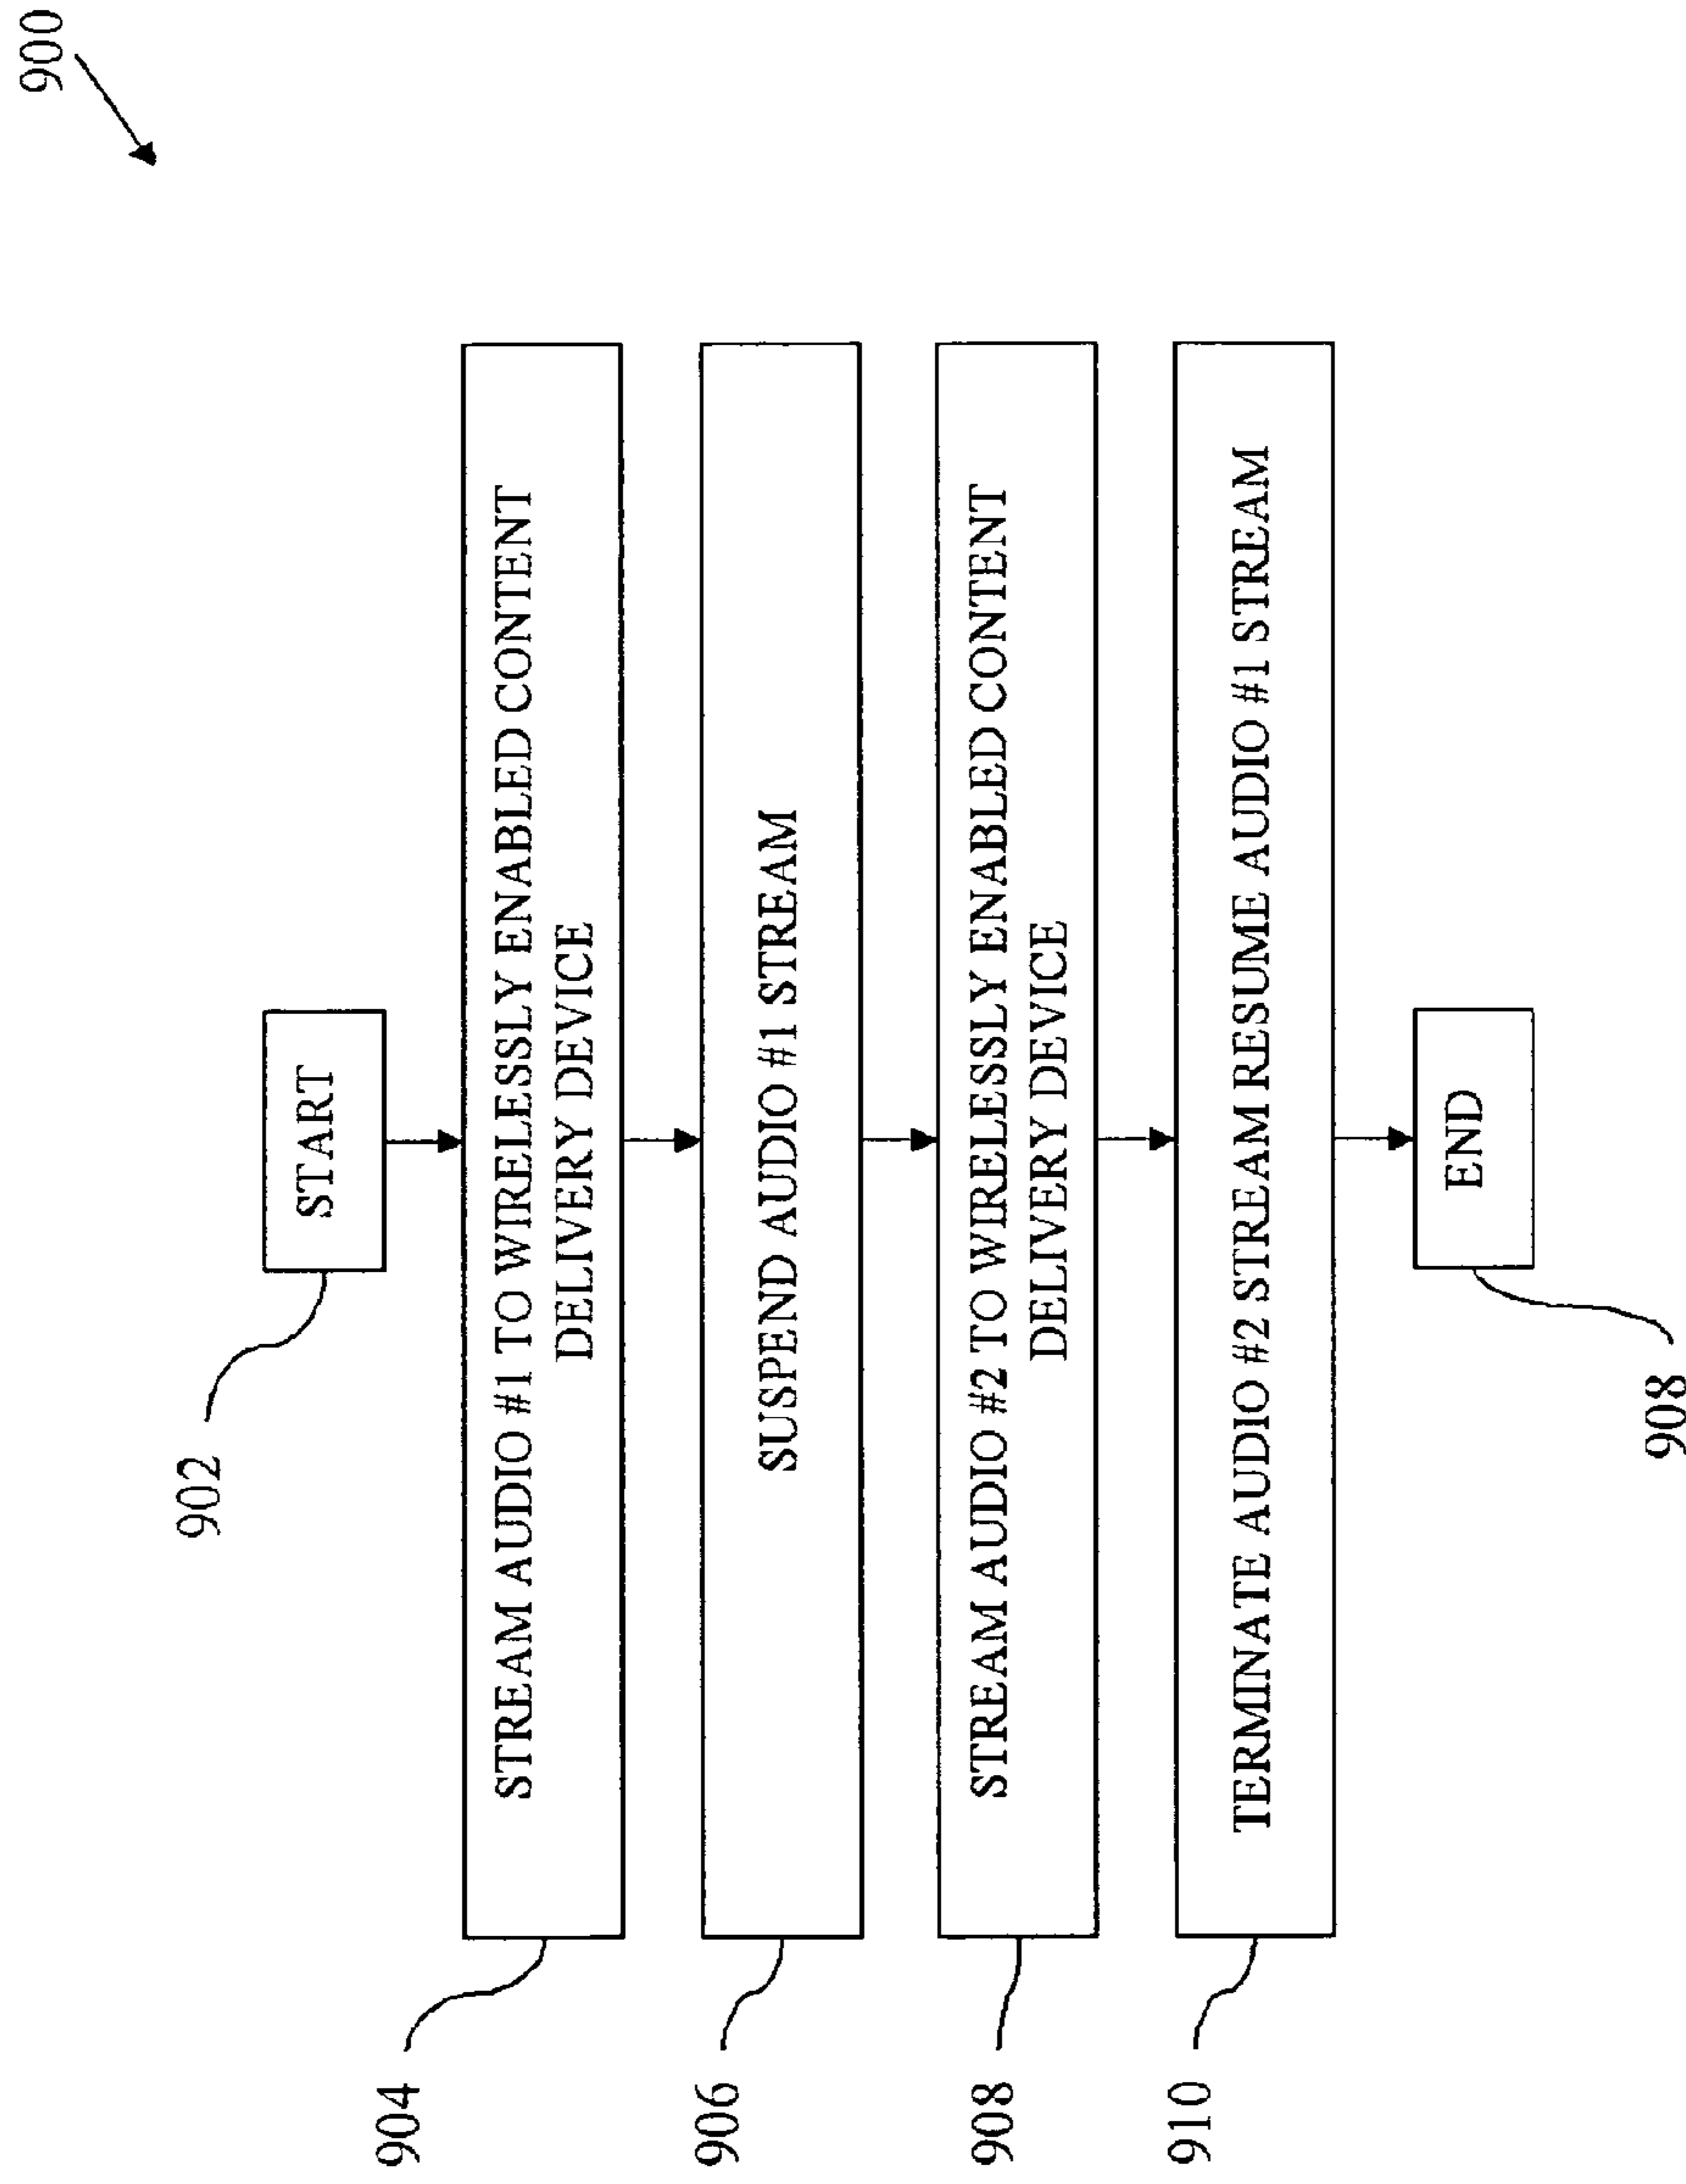 900
902
START
904
STREAM AUDIO #1 TO WIRELESSLY ENABLED CONTENT
DELIVERY DEVICE
906
SUSPEND AUDIO #1 STREAM
908
STREAM AUDIO #2 TO WIRELESSLY ENABLED CONTENT
DELIVERY DEVICE
910
TERMINATE AUDIO #2 STREAM RESUME AUDIO #1 STREAM
END
908